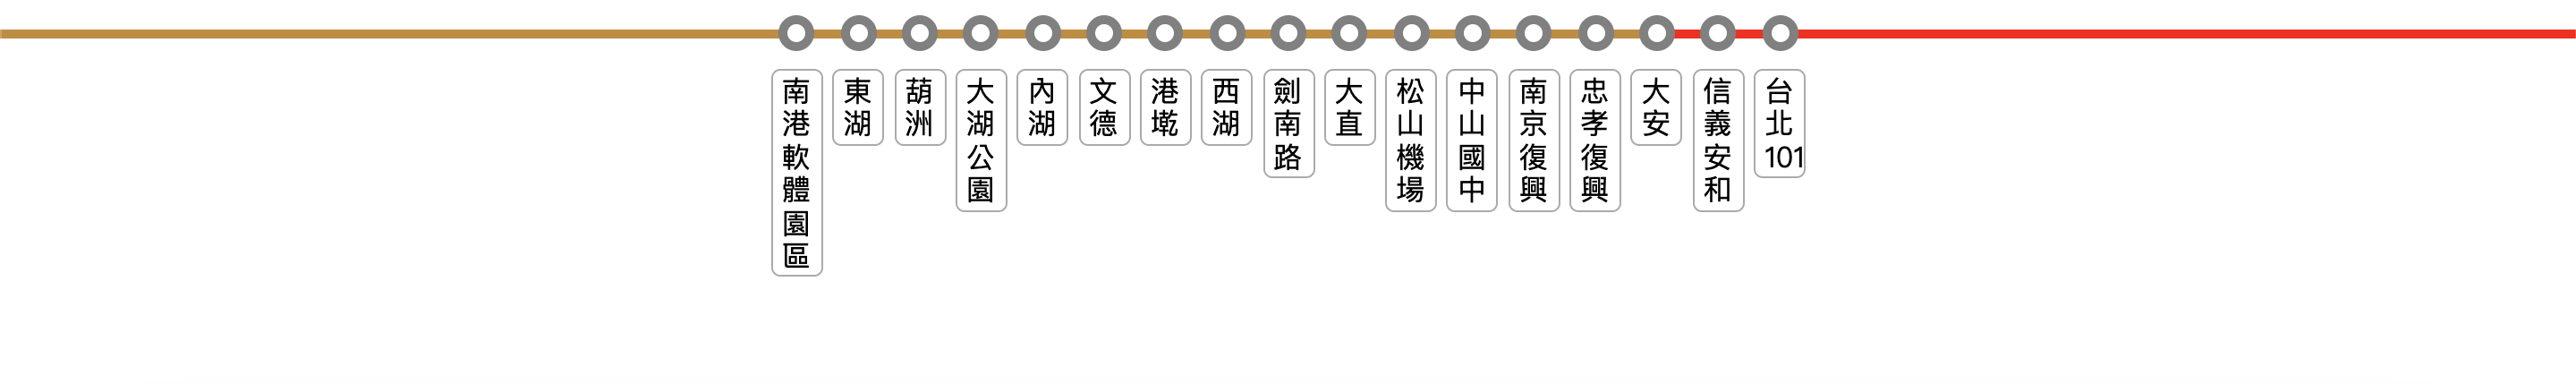 南港軟體園區
東湖
葫洲
大湖公園
內湖
文德
港墘
西湖
劍南路
大直
松山機場
中山國中
南京復興
忠孝復興
大安
信義安和
台北101